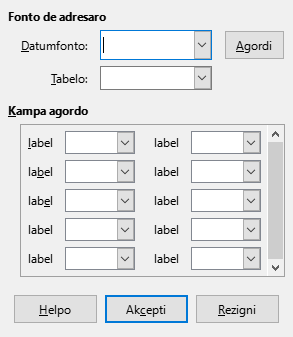 Fonto de adresaro
Datumfonto: Agordi
Tabelo:
Kampa agordo
label label
label label
label label
label label
label label
Helpo Akcepti Rezigni